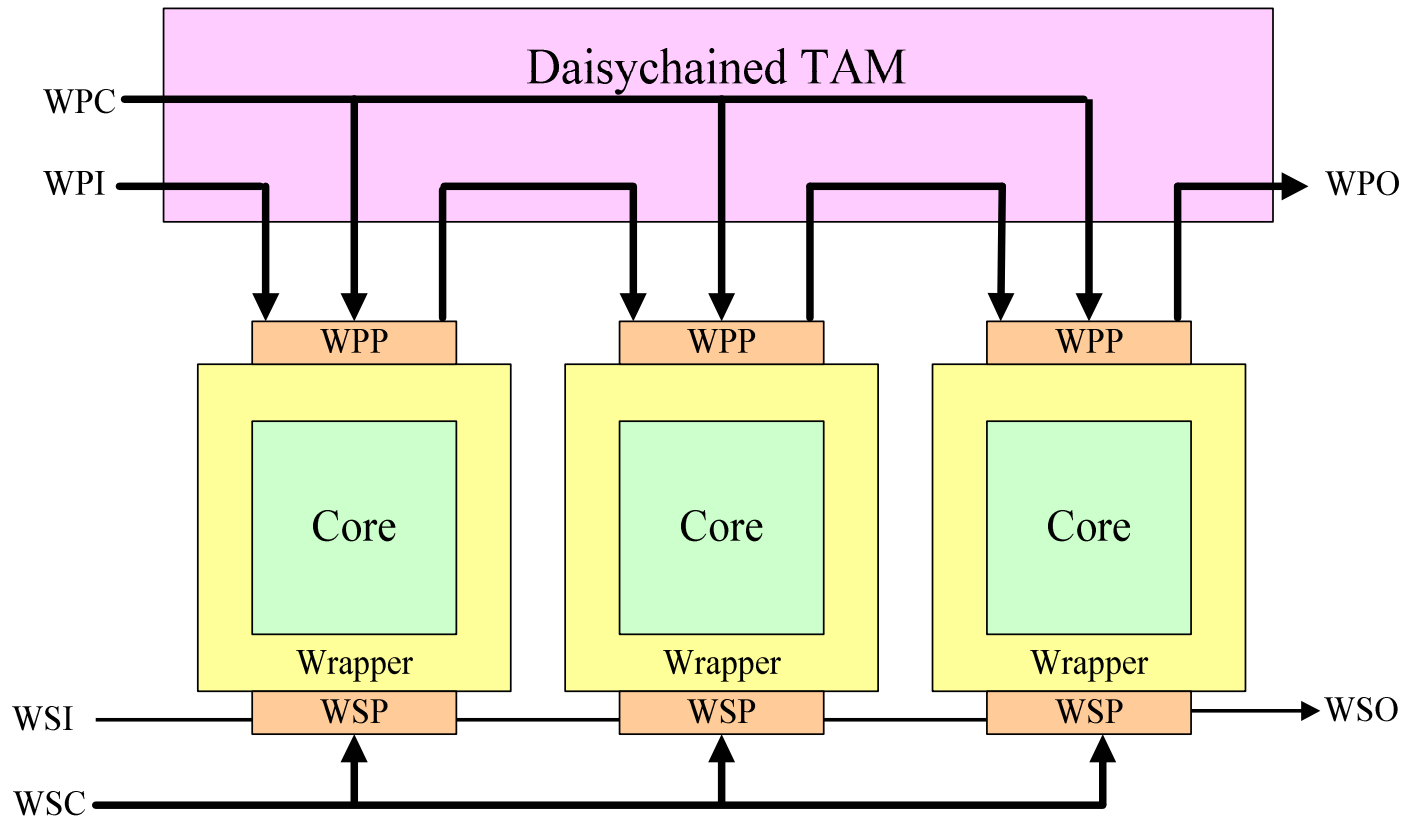 Daisychained TAM
WPC
WPI
WPO
WPP
WPP
WPP
Core
Core
Core
Wrapper
Wrapper
Wrapper
WSI
WSP
WSP
WSP
WSO
WSC